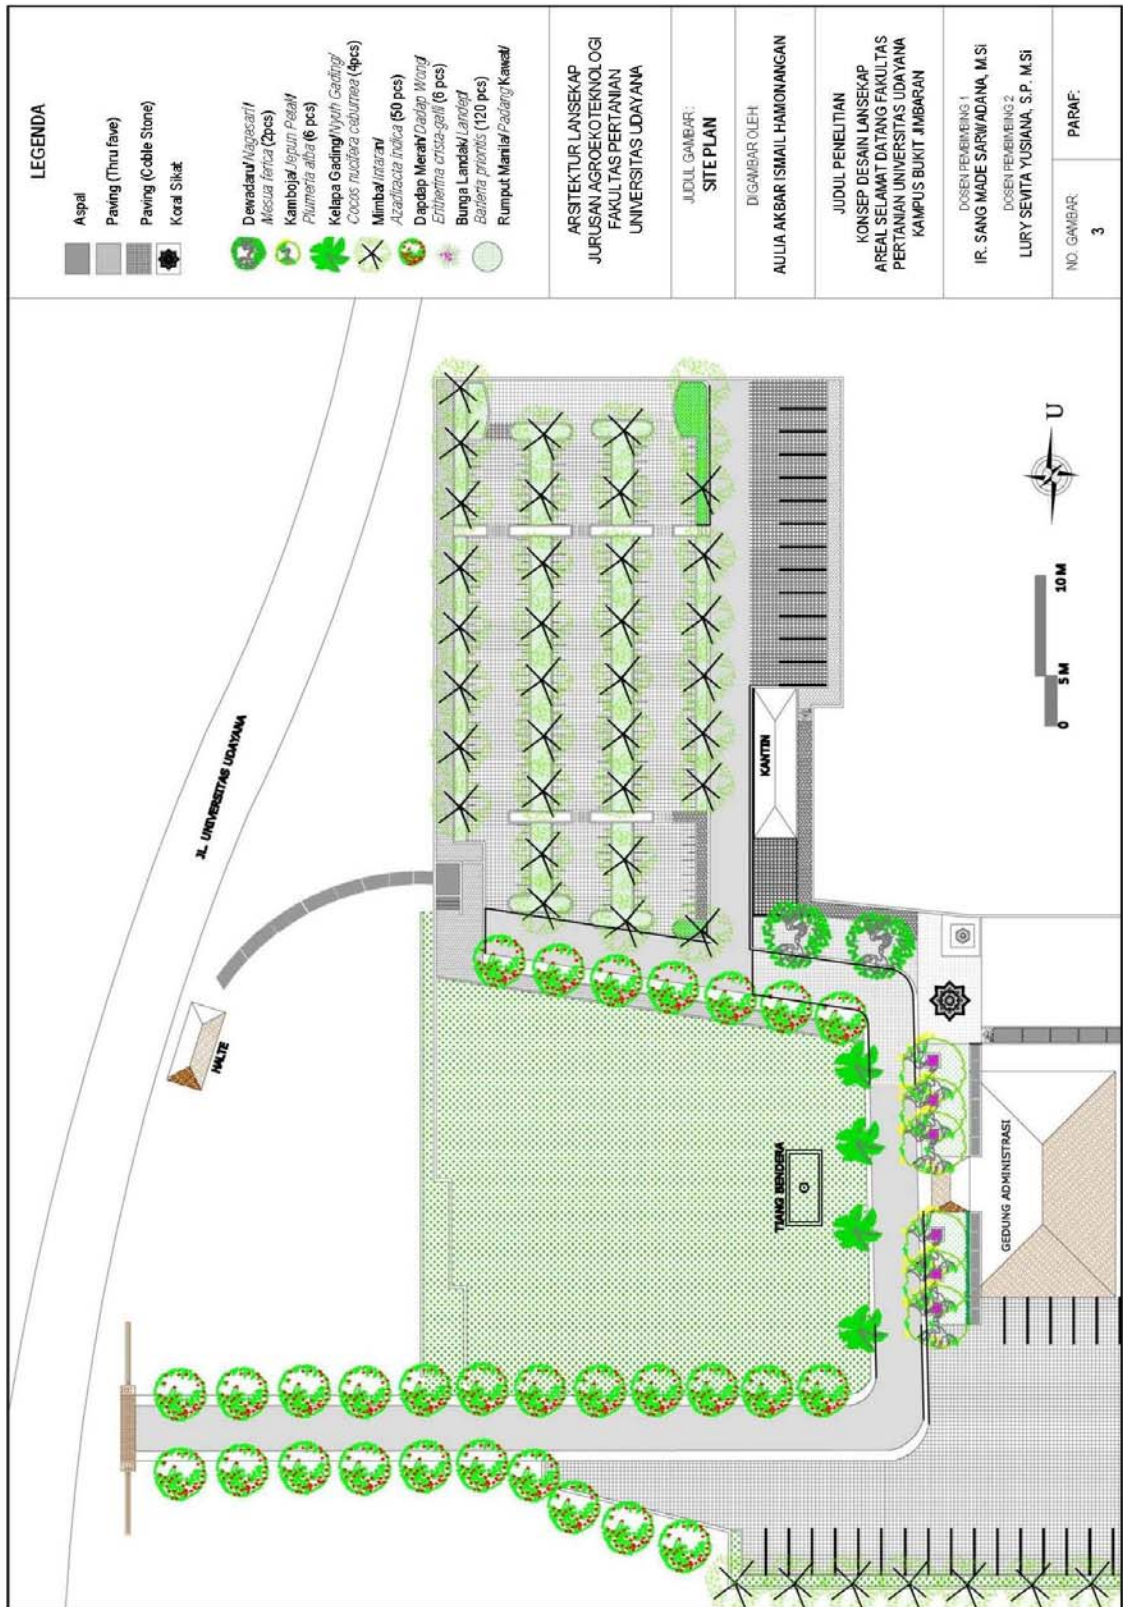 LEGENDA
Aspal
Paving (Thru fave)
Paving (Coble Stone)
Koral Sikat
Dewadaru/Nagasari/
Mesua ferica (2pcs)
Kamboja/Jepun Petak/
Plumeria alba (6 pcs)
Kelapa Gading/Nyuh Gading/
Cocos nucifera ceburnea (4pcs)
Mimba/Intaran/
Azadiracta indica (50 pcs)
Dapdap Merah/Dadap Wong/
Eritherina crista-galli (6 pcs)
Bunga Landak/Landep/
Barleria prionitis (120 pcs)
Rumput Manila/Padang Kawat/
ARSITEKTUR LANSEKAP
JURUSAN AGROEKOTEKNOLOGI
FAKULTAS PERTANIAN
UNIVERSITAS UDAYANA
JUDUL GAMBAR:
SITE PLAN
DIGAMBAR OLEH:
AULIA AKBAR ISMAIL HAMONANGAN
JUDUL PENELITIAN
KONSEP DESAIN LANSEKAP
AREAL SELAMAT DATANG FAKULTAS
PERTANIAN UNIVERSITAS UDAYANA
KAMPUS BUKIT JIMBARAN
DOSEN PEMBIMBING 1
IR. SANG MADE SARWADANA, M.Si
DOSEN PEMBIMBING 2
LURY SEWITA YUSIANA, S.P. M.Si
NO. GAMBAR:
3
PARAF:
JL. UNIVERSITAS UDAYANA
HALTE
KANTIN
TIANG BENDERA
GEDUNG ADMINISTRASI
U
0 5 M 10 M